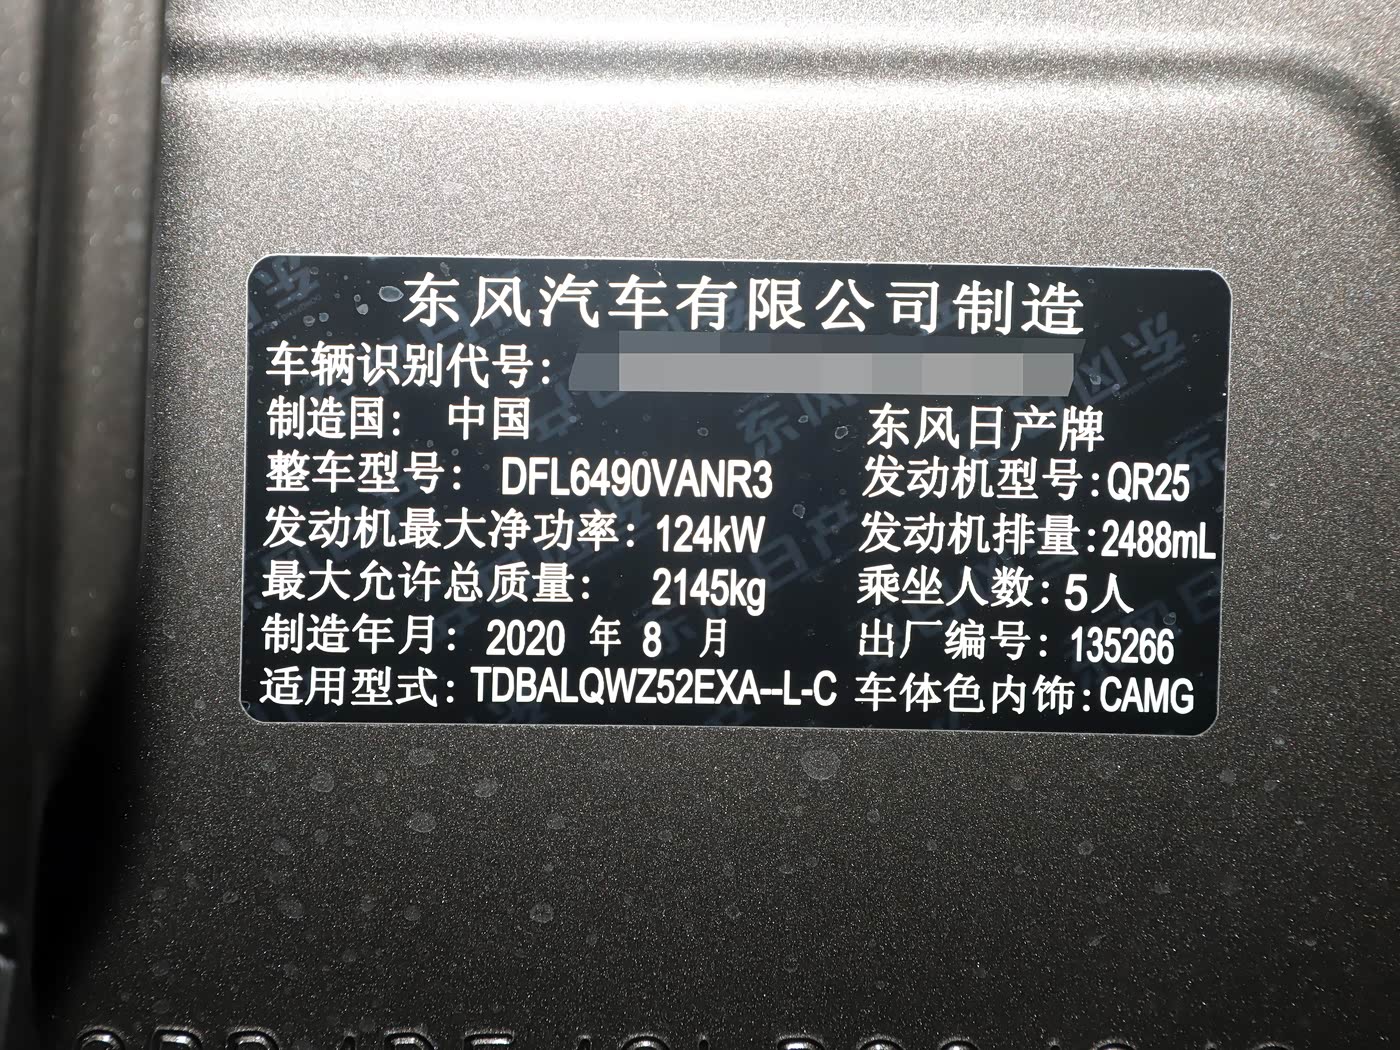 东风汽车有限公司制造
车辆识别代号：
制造国： 中国 东风日产牌
整车型号： DFL6490VANR3 发动机型号：QR25
发动机最大净功率：124kW 发动机排量：2488mL
最大允许总质量： 2145kg 乘坐人数：5人
制造年月： 2020 年 8 月 出厂编号：135266
适用型式：TDBALQWZ52EXA--L-C 车体色内饰：CAMG